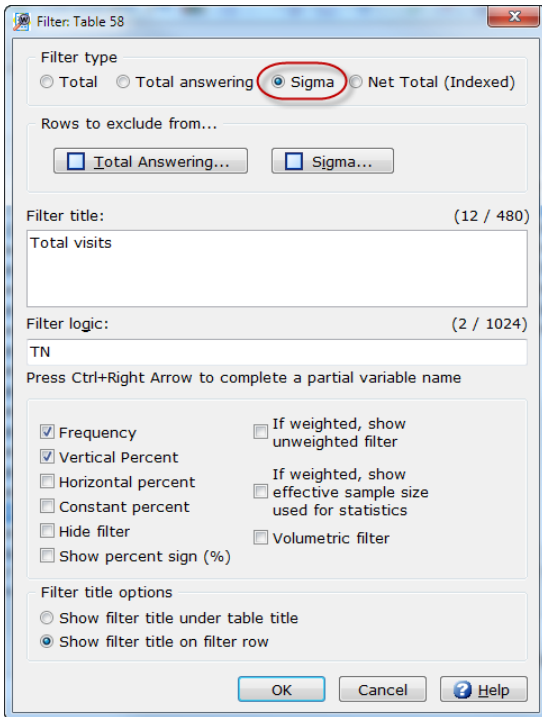 Filter: Table 58
Filter type
Total Total answering Sigma Net Total (Indexed)
Rows to exclude from...
Total Answering... Sigma...
Filter title: (12 / 480)
Total visits
Filter logic: (2 / 1024)
TN
Press Ctrl+Right Arrow to complete a partial variable name
Frequency
Vertical Percent
Horizontal percent
Constant percent
Hide filter
Show percent sign (%)
If weighted, show
unweighted filter
If weighted, show
effective sample size
used for statistics
Volumetric filter
Filter title options
Show filter title under table title
Show filter title on filter row
OK Cancel Help